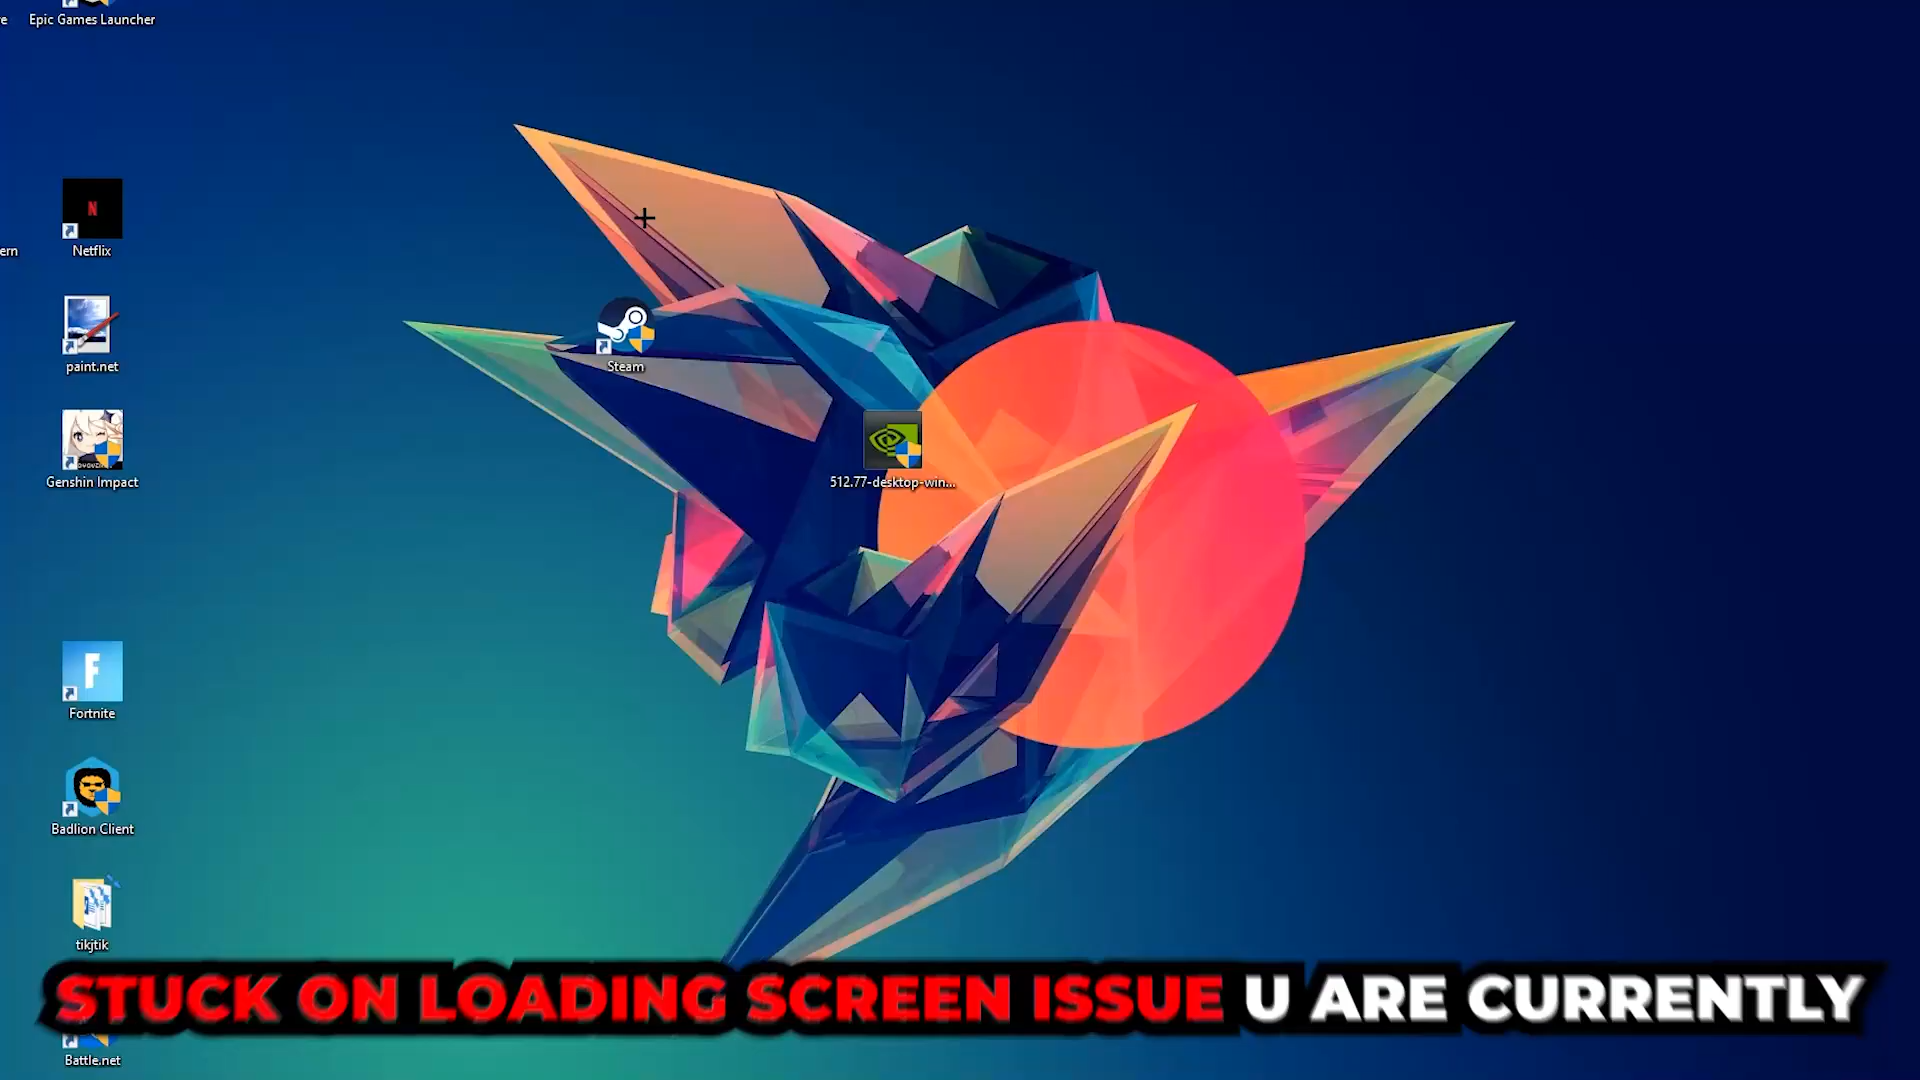 Epic Games Launcher
Netflix
ern
paint.net
Steam
Genshin Impact
512.77-desktop-win...
Fortnite
Badlion Client
tikjtik
STUCK ON LOADING SCREEN ISSUE U ARE CURRENTLY
Battle.net